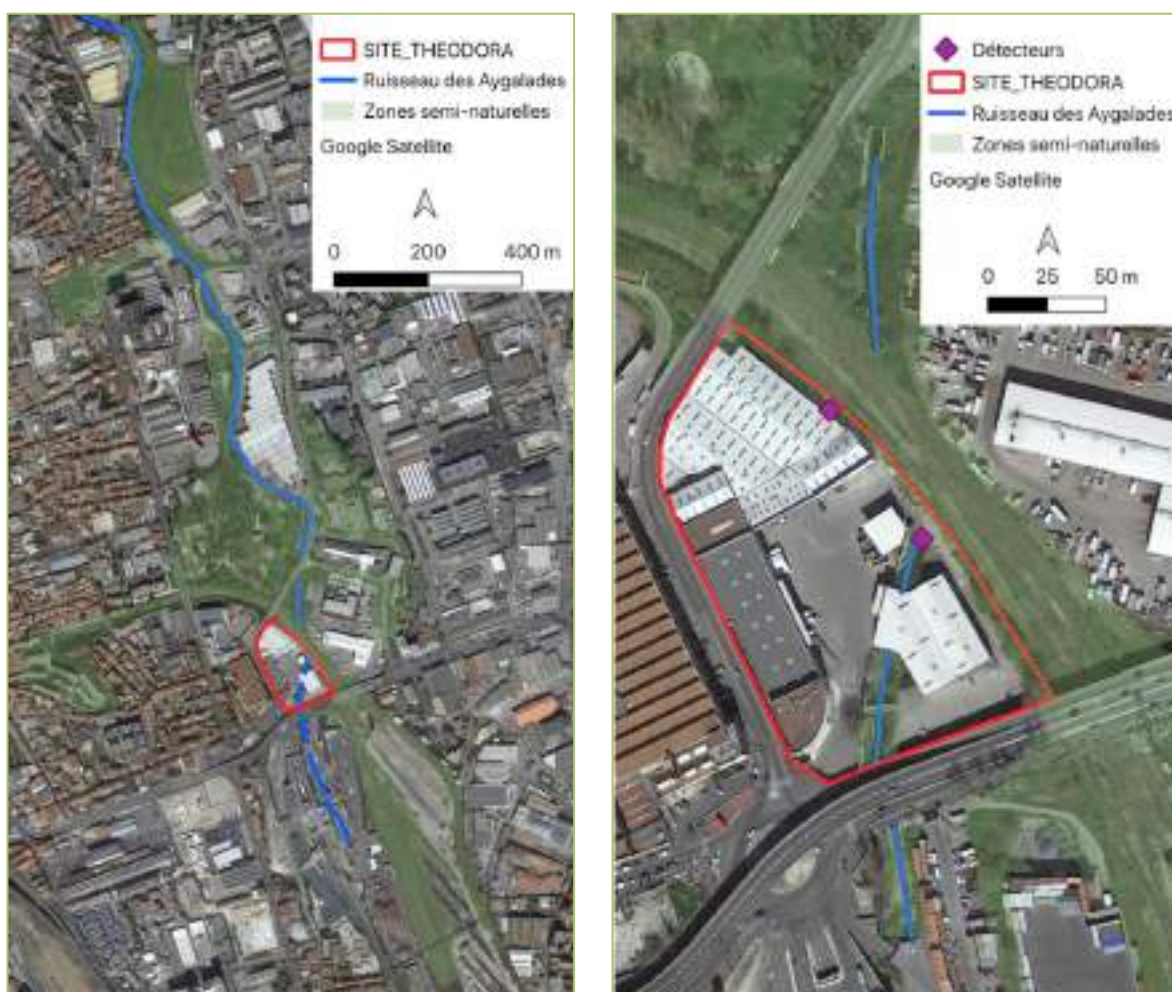 SITE_THEODORA
Ruisseau des Aygalades
Zones semi-naturelles
Google Satellite
0 200 400 m
Détecteurs
SITE_THEODORA
Ruisseau des Aygalades
Zones semi-naturelles
Google Satellite
0 25 50 m